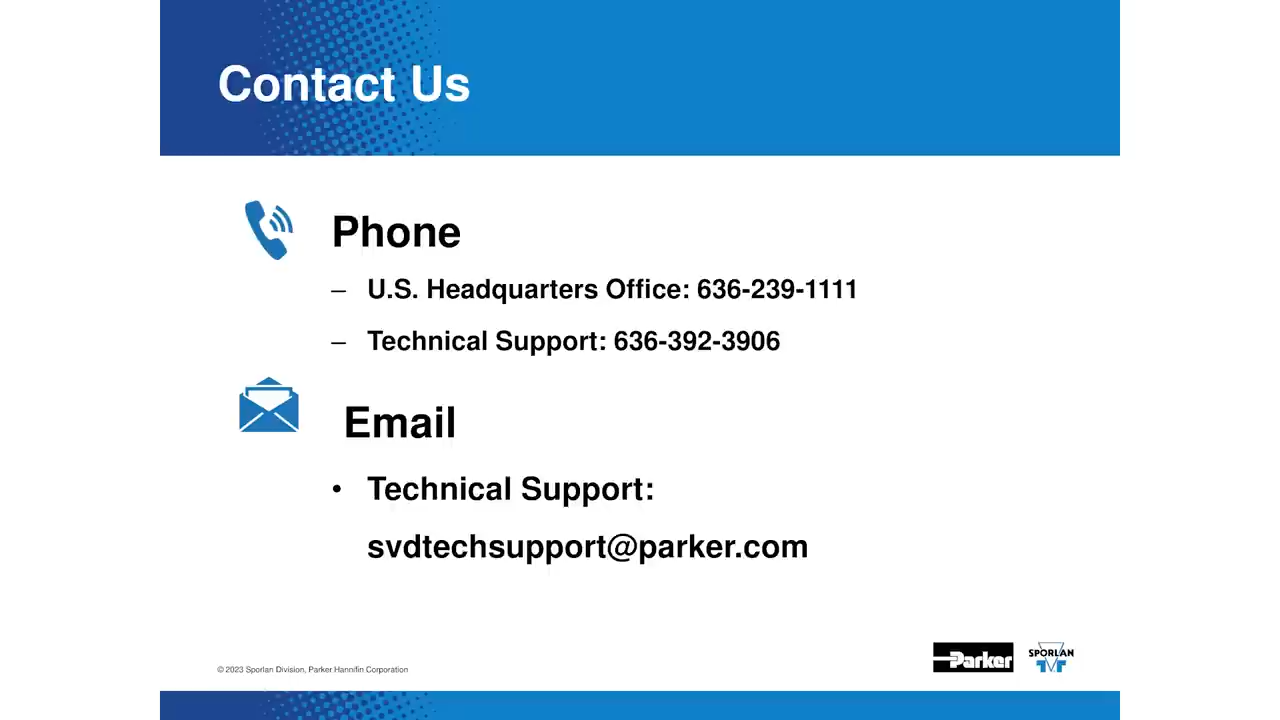 Contact Us
Phone
– U.S. Headquarters Office: 636-239-1111
– Technical Support: 636-392-3906
Email
• Technical Support:
svdtechsupport@parker.com
© 2023 Sporlan Division, Parker Hannifin Corporation
Parker
SPORLAN